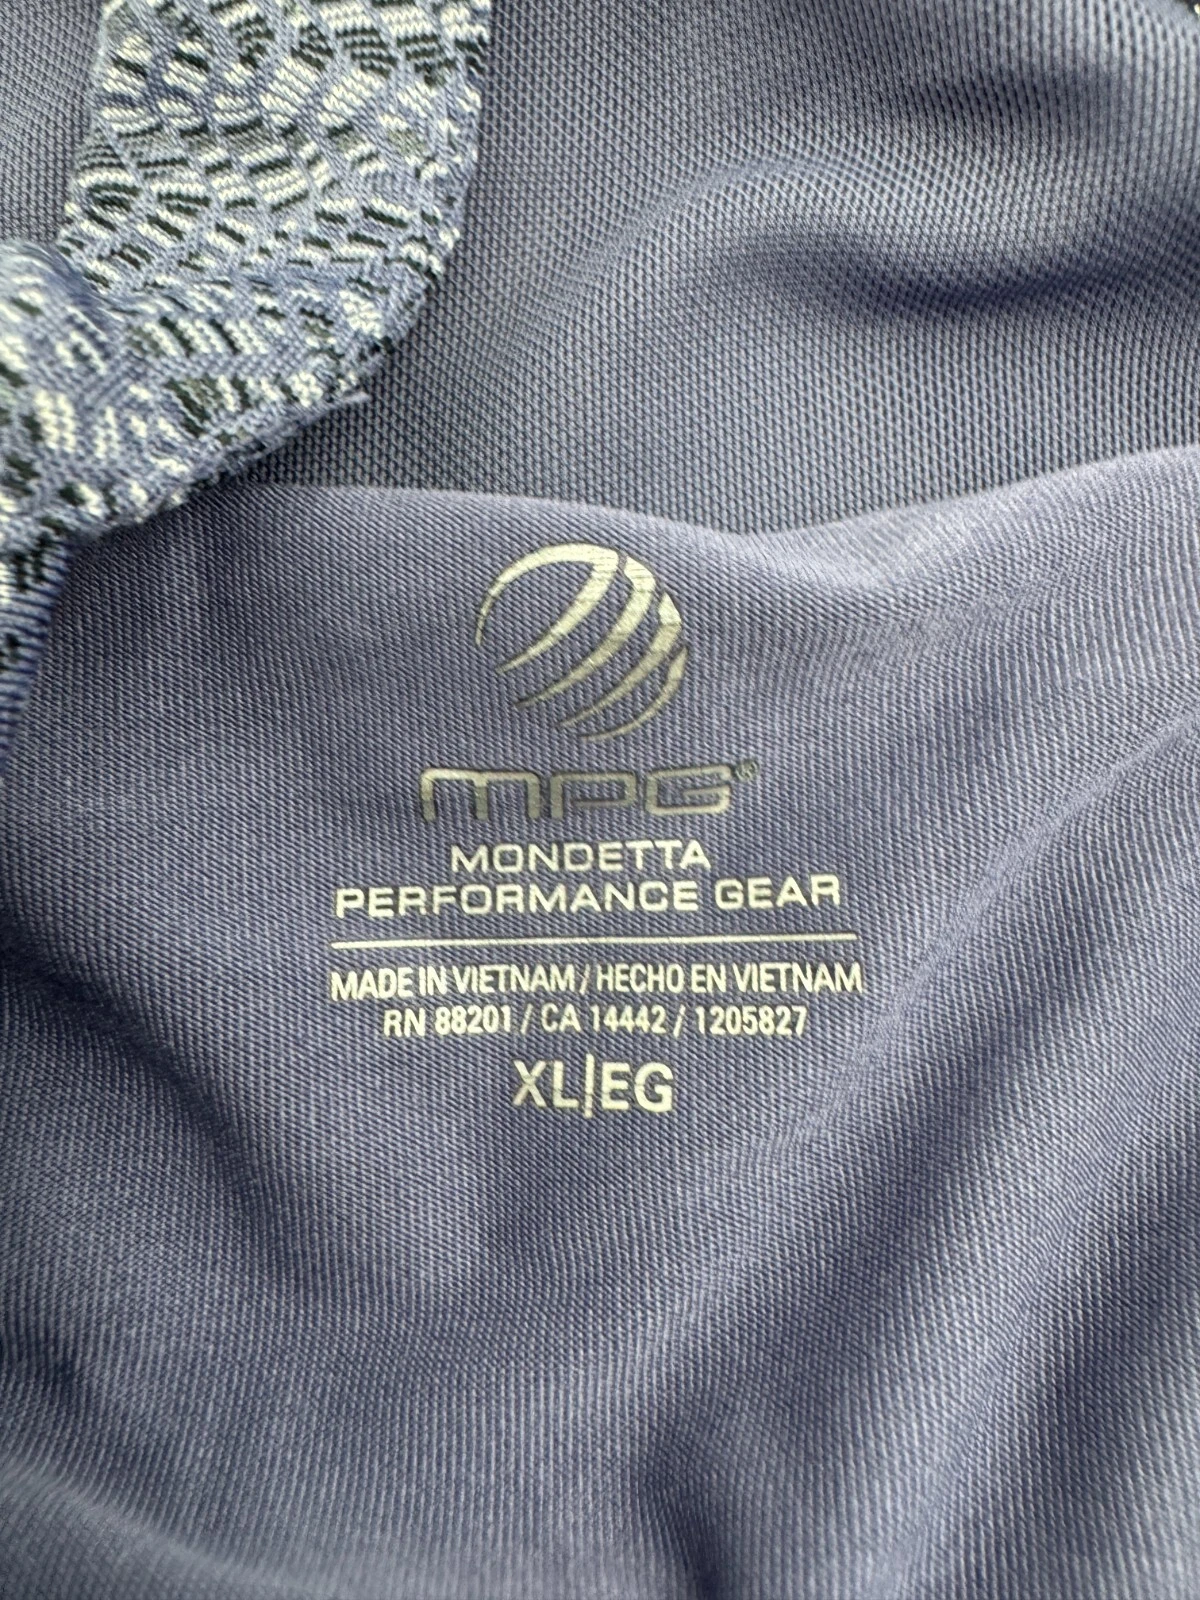 MPG®
MONDETTA
PERFORMANCE GEAR
MADE IN VIETNAM / HECHO EN VIETNAM
RN 88201 / CA 14442 / 1205827
XL|EG